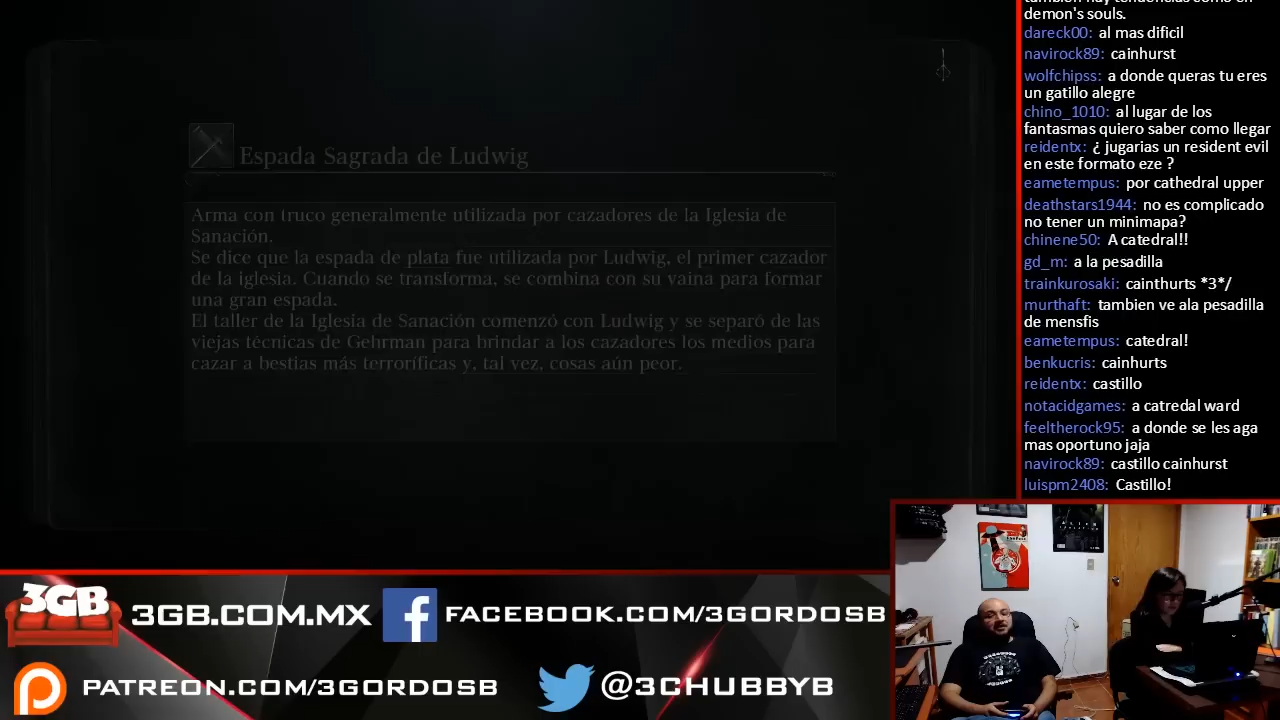 Espada Sagrada de Ludwig
Arma con truco generalmente utilizada por cazadores de la Iglesia de
Sanación.
Se dice que la espada de plata fue utilizada por Ludwig, el primer cazador
de la iglesia. Cuando se transforma, se combina con su vaina para formar
una gran espada.
El taller de la Iglesia de Sanación comenzó con Ludwig y se separó de las
viejas técnicas de Gehrman para brindar a los cazadores los medios para
cazar a bestias más terroríficas y, tal vez, cosas aún peor.
demon's souls.
dareck00: al mas dificil
navirock89: cainhurst
wolfchipss: a donde queras tu eres
un gatillo alegre
chino_1010: al lugar de los
fantasmas quiero saber como llegar
reidentx: ¿ jugarias un resident evil
en este formato eze ?
eametempus: por cathedral upper
deathstars1944: no es complicado
no tener un minimapa?
chinene50: A catedral!!
gd_m: a la pesadilla
trainkurosaki: cainthurts *3*/
murthaft: tambien ve ala pesadilla
de mensfis
eametempus: catedral!
benkucris: cainhurts
reidentx: castillo
notacidgames: a catredal ward
feeltherock95: a donde se les aga
mas oportuno jaja
navirock89: castillo cainhurst
luispm2408: Castillo!
3GB
3GB.COM.MX
FACEBOOK.COM/3GORDOSB
PATREON.COM/3GORDOSB
@3CHUBBYB